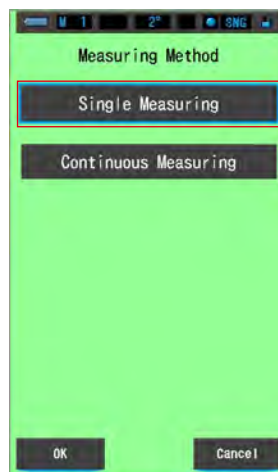 M 1 2° SNG
Measuring Method
Single Measuring
Continuous Measuring
OK Cancel